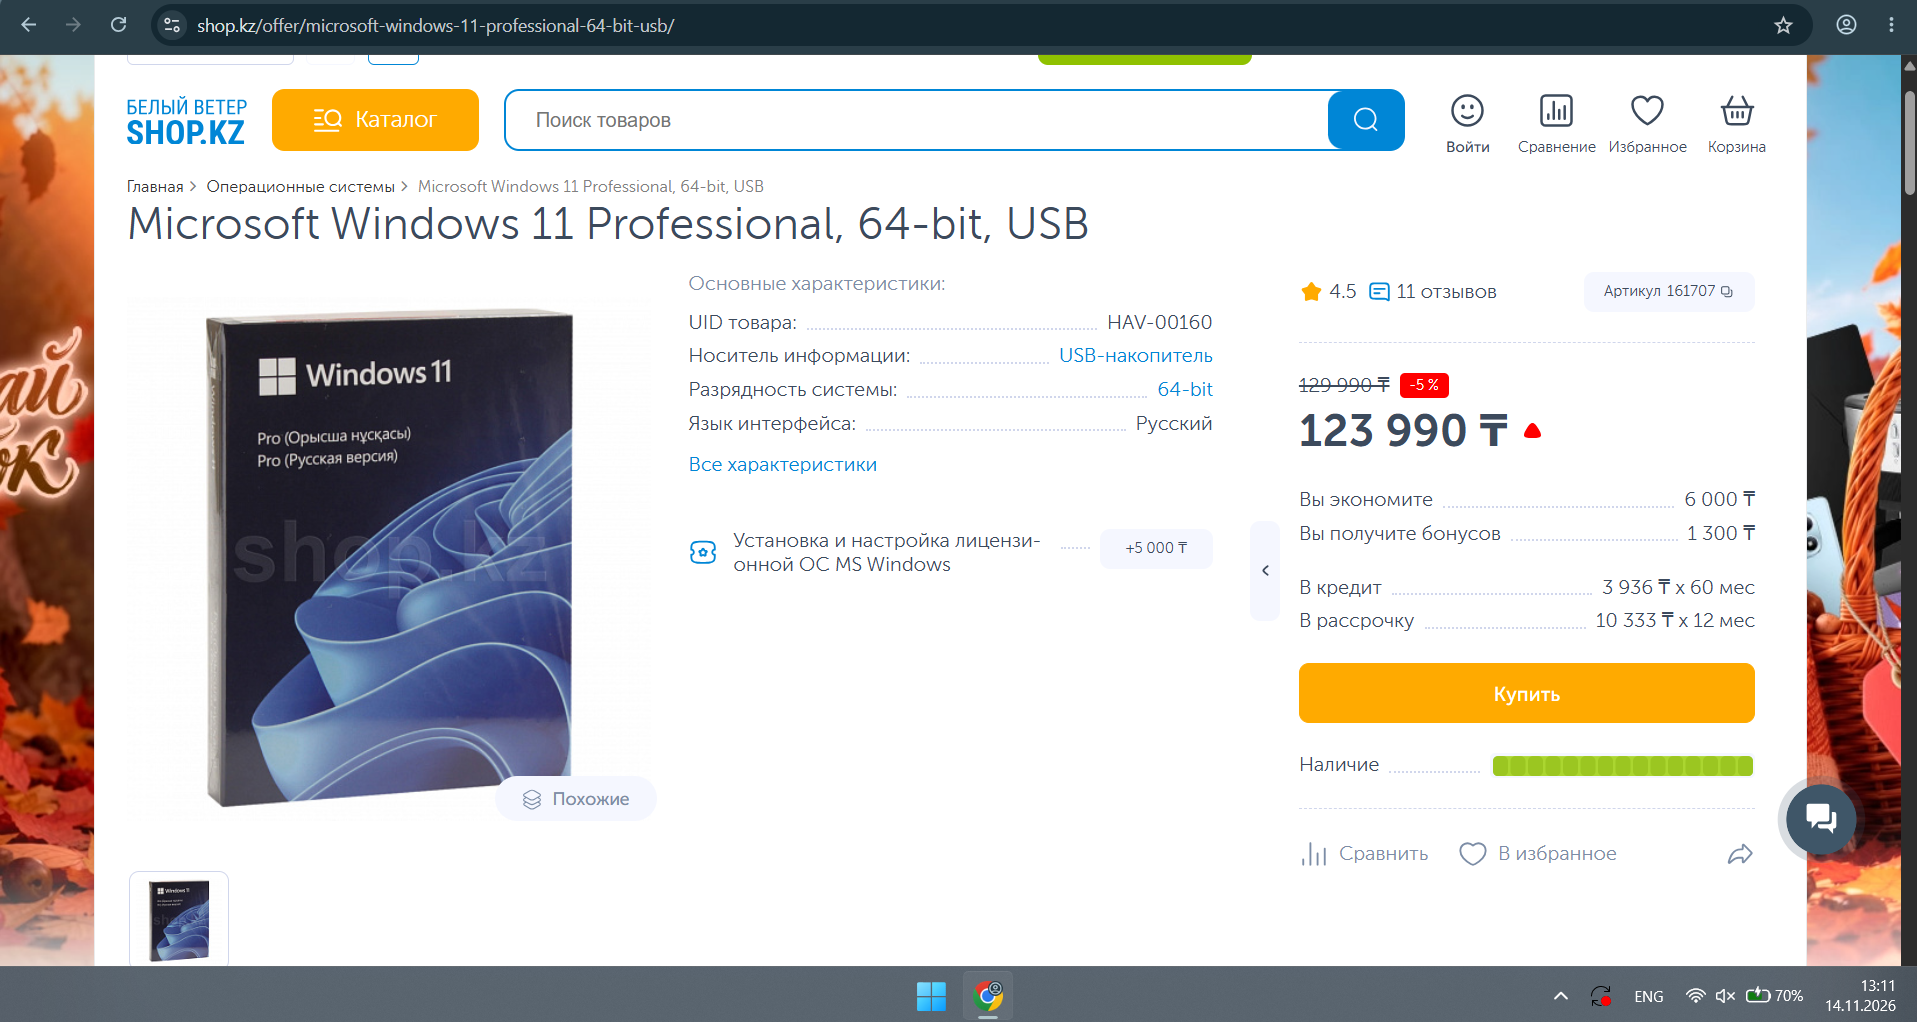 shop.kz/offer/microsoft-windows-11-professional-64-bit-usb/
БЕЛЫЙ ВЕТЕР
SHOP.KZ
Каталог
Поиск товаров
Войти
Сравнение
Избранное
Корзина
Главная > Операционные системы > Microsoft Windows 11 Professional, 64-bit, USB
Microsoft Windows 11 Professional, 64-bit, USB
Windows 11
Pro (Орысша нұсқасы)
Pro (Русская версия)
Windows 11
shop.kz
Похожие
Windows 11
Основные характеристики:
UID товара: HAV-00160
Носитель информации: USB-накопитель
Разрядность системы: 64-bit
Язык интерфейса: Русский
Все характеристики
Установка и настройка лицензи-
онной ОС MS Windows
+5 000 ₸
4.5 11 отзывов
Артикул 161707
129 990 ₸ -5 %
123 990 ₸
Вы экономите 6 000 ₸
Вы получите бонусов 1 300 ₸
В кредит 3 936 ₸ x 60 мес
В рассрочку 10 333 ₸ x 12 мес
Купить
Наличие
Сравнить
В избранное
ENG
70%
13:11
14.11.2026